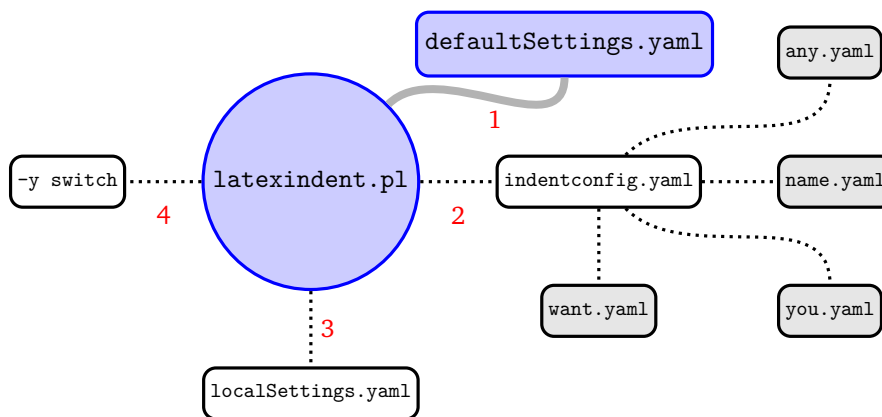 defaultSettings.yaml
any.yaml
1
-y switch
latexindent.pl
indentconfig.yaml
name.yaml
4
2
want.yaml
you.yaml
3
localSettings.yaml